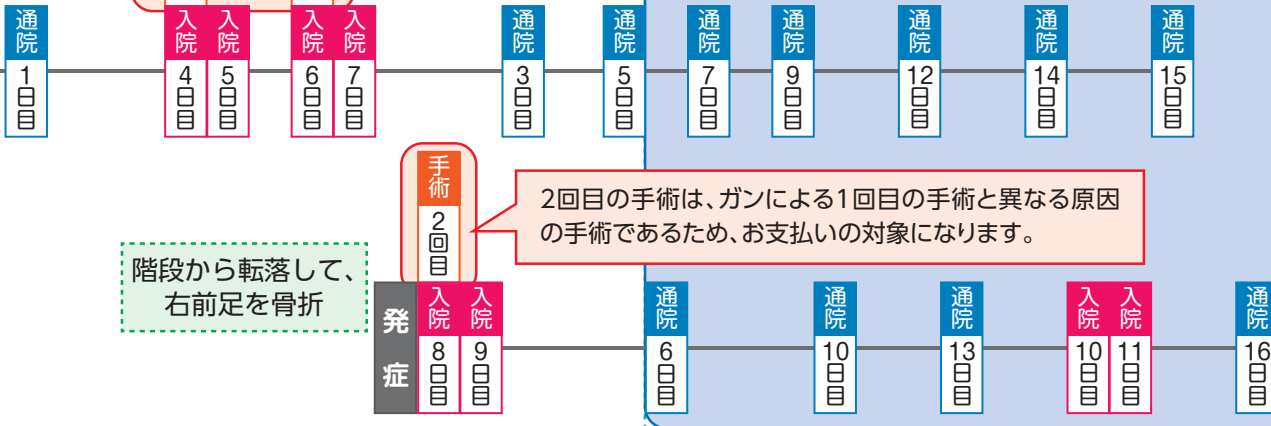 通院
1日目
入院
4日目
入院
5日目
入院
6日目
入院
7日目
通院
3日目
通院
5日目
通院
7日目
通院
9日目
通院
12日目
通院
14日目
通院
15日目
手術
2回目
2回目の手術は、ガンによる1回目の手術と異なる原因
の手術であるため、お支払いの対象になります。
階段から転落して、
右前足を骨折
発症
入院
8日目
入院
9日目
通院
6日目
通院
10日目
通院
13日目
入院
10日目
入院
11日目
通院
16日目